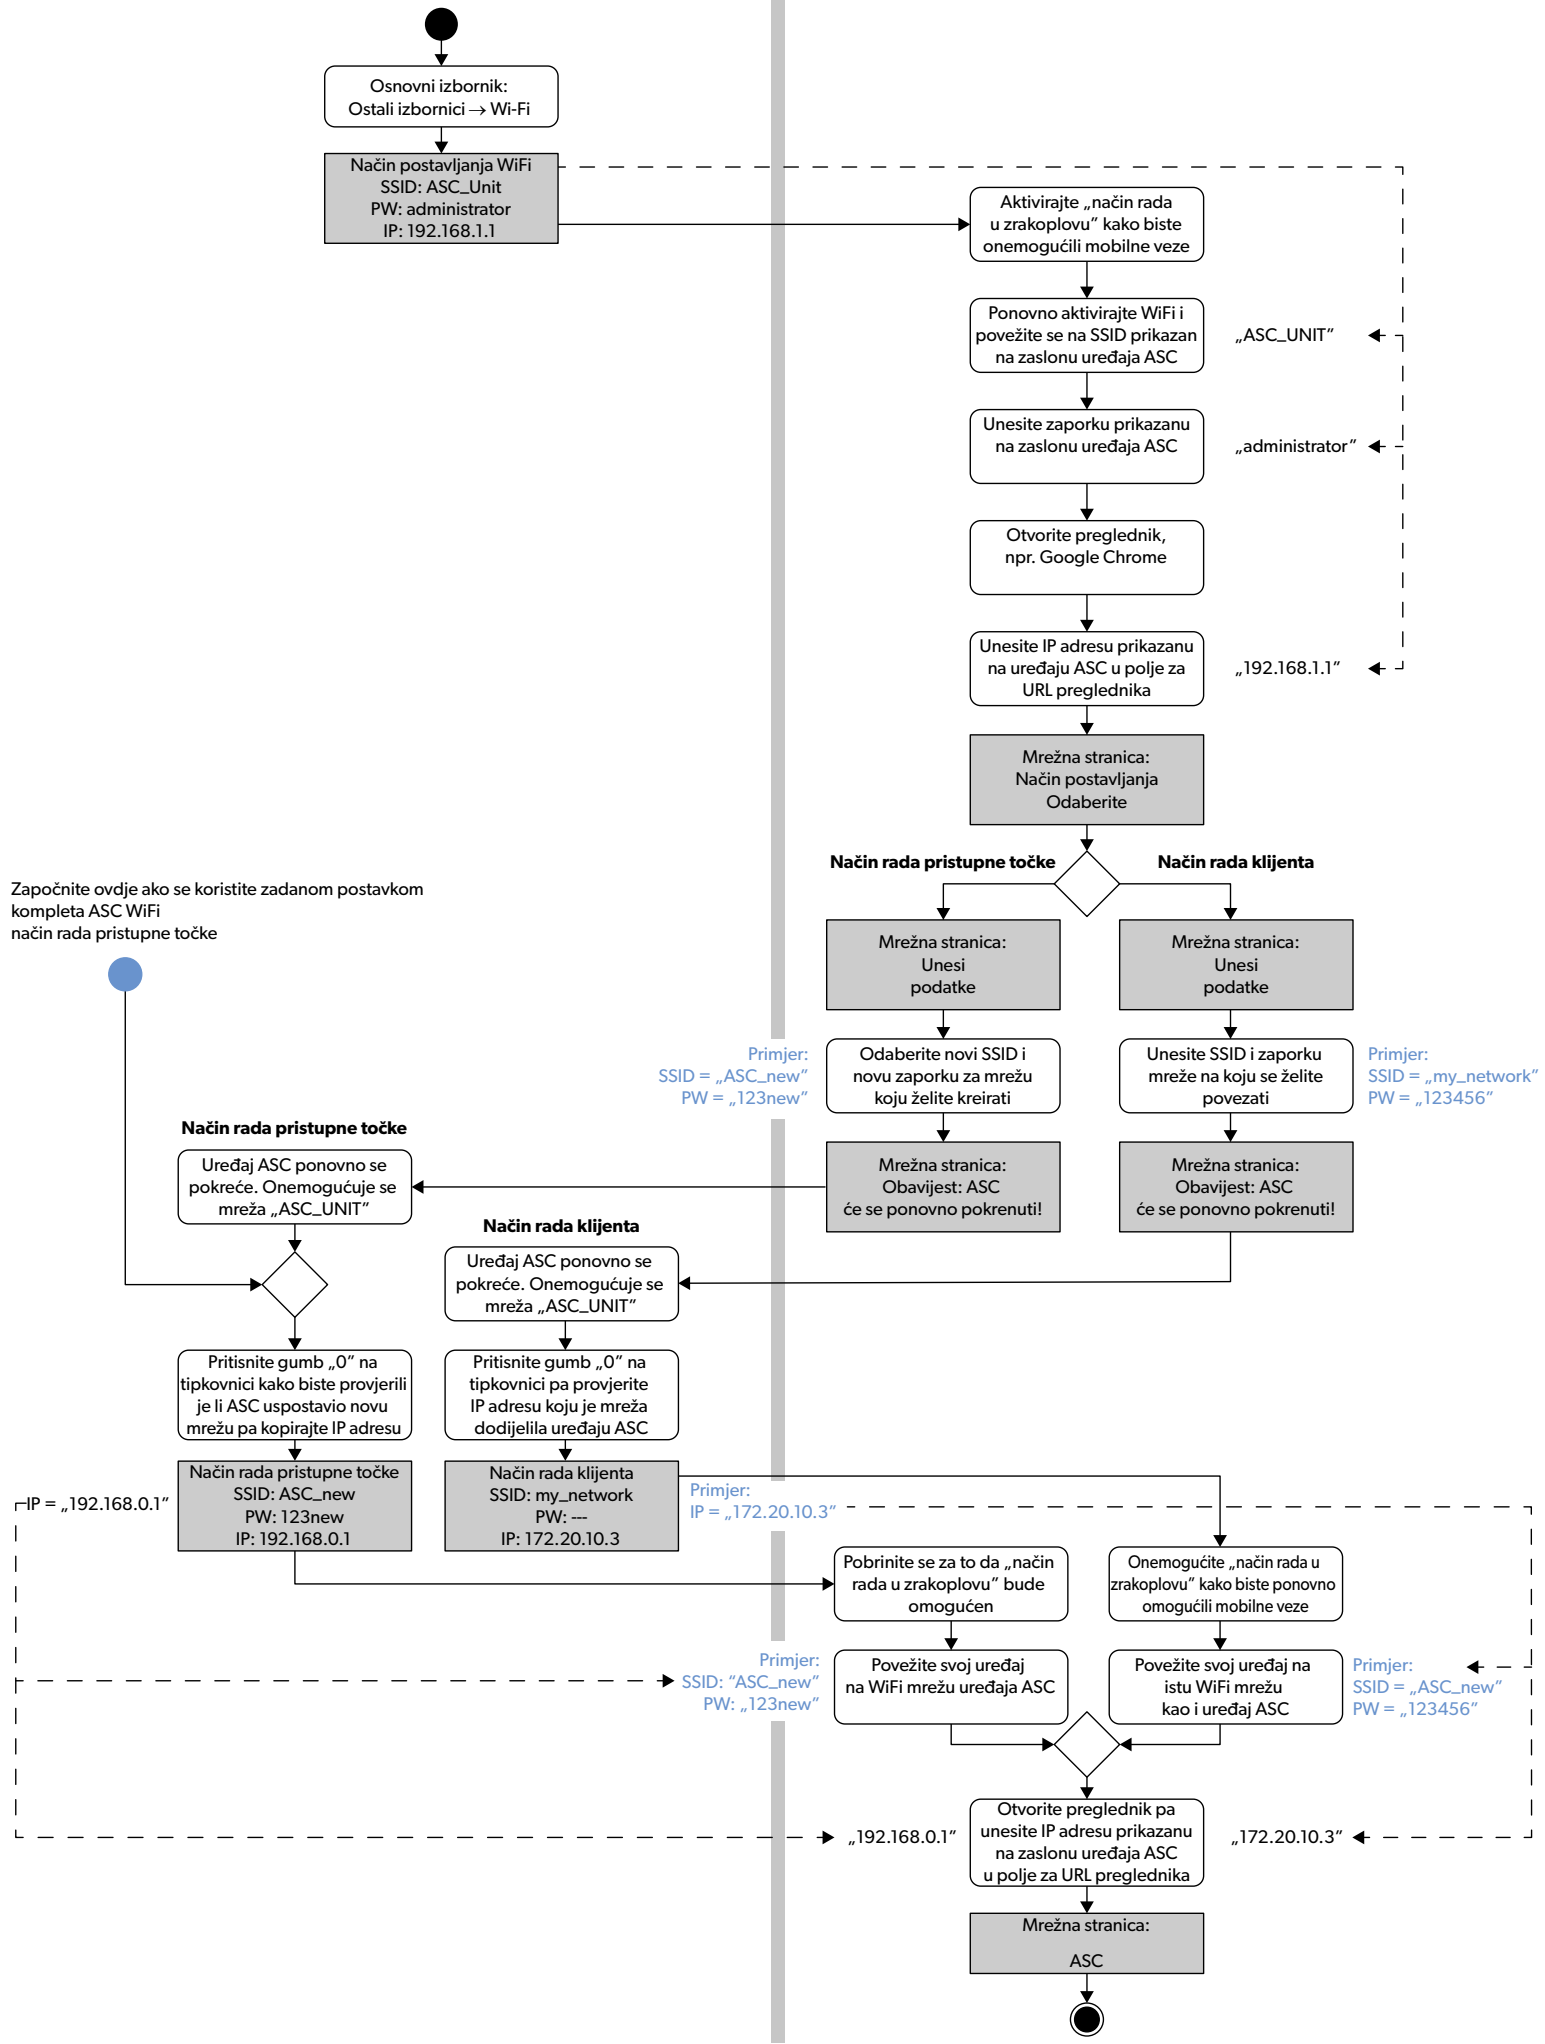 Osnovni izbornik:
Ostali izbornici → Wi-Fi
Način postavljanja WiFi
SSID: ASC_Unit
PW: administrator
IP: 192.168.1.1
Aktivirajte „način rada
u zrakoplovu” kako biste
onemogućili mobilne veze
Ponovno aktivirajte WiFi i
povežite se na SSID prikazan
na zaslonu uređaja ASC
„ASC_UNIT”
Unesite zaporku prikazanu
na zaslonu uređaja ASC
„administrator”
Otvorite preglednik,
npr. Google Chrome
Unesite IP adresu prikazanu
na uređaju ASC u polje za
URL preglednika
„192.168.1.1”
Mrežna stranica:
Način postavljanja
Odaberite
Način rada pristupne točke
Način rada klijenta
Započnite ovdje ako se koristite zadanom postavkom
kompleta ASC WiFi
način rada pristupne točke
Mrežna stranica:
Unesi
podatke
Mrežna stranica:
Unesi
podatke
Primjer:
SSID = „ASC_new”
PW = „123new”
Odaberite novi SSID i
novu zaporku za mrežu
koju želite kreirati
Unesite SSID i zaporku
mreže na koju se želite
povezati
Primjer:
SSID = „my_network”
PW = „123456”
Način rada pristupne točke
Uređaj ASC ponovno se
pokreće. Onemogućuje se
mreža „ASC_UNIT”
Mrežna stranica:
Obavijest: ASC
će se ponovno pokrenuti!
Mrežna stranica:
Obavijest: ASC
će se ponovno pokrenuti!
Način rada klijenta
Uređaj ASC ponovno se
pokreće. Onemogućuje se
mreža „ASC_UNIT”
Pritisnite gumb „0” na
tipkovnici kako biste provjerili
je li ASC uspostavio novu
mrežu pa kopirajte IP adresu
Pritisnite gumb „0” na
tipkovnici pa provjerite
IP adresu koju je mreža
dodijelila uređaju ASC
IP = „192.168.0.1”
Način rada pristupne točke
SSID: ASC_new
PW: 123new
IP: 192.168.0.1
Način rada klijenta
SSID: my_network
PW: ---
IP: 172.20.10.3
Primjer:
IP = „172.20.10.3”
Pobrinite se za to da „način
rada u zrakoplovu” bude
omogućen
Onemogućite „način rada u
zrakoplovu” kako biste ponovno
omogućili mobilne veze
Primjer:
SSID: “ASC_new”
PW: „123new”
Povežite svoj uređaj
na WiFi mrežu uređaja ASC
Povežite svoj uređaj na
istu WiFi mrežu
kao i uređaj ASC
Primjer:
SSID = „ASC_new”
PW = „123456”
„192.168.0.1”
Otvorite preglednik pa
unesite IP adresu prikazanu
na zaslonu uređaja ASC
u polje za URL preglednika
„172.20.10.3”
Mrežna stranica:
ASC